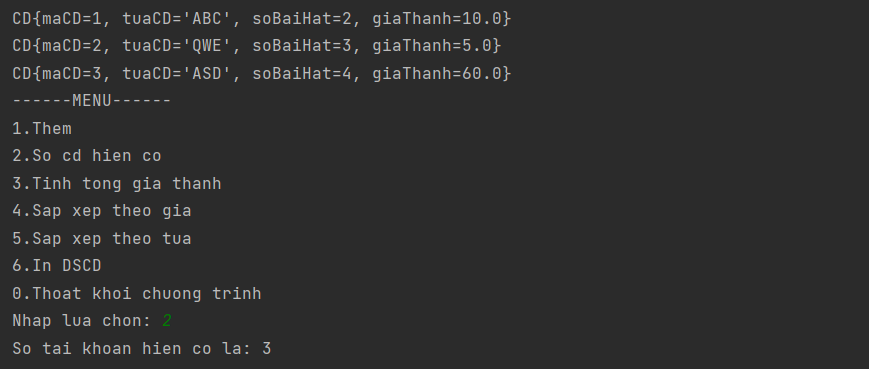 CD{maCD=1, tuaCD='ABC', soBaiHat=2, giaThanh=10.0}
CD{maCD=2, tuaCD='QWE', soBaiHat=3, giaThanh=5.0}
CD{maCD=3, tuaCD='ASD', soBaiHat=4, giaThanh=60.0}
------MENU------
1.Them
2.So cd hien co
3.Tinh tong gia thanh
4.Sap xep theo gia
5.Sap xep theo tua
6.In DSCD
0.Thoat khoi chuong trinh
Nhap lua chon: 2
So tai khoan hien co la: 3